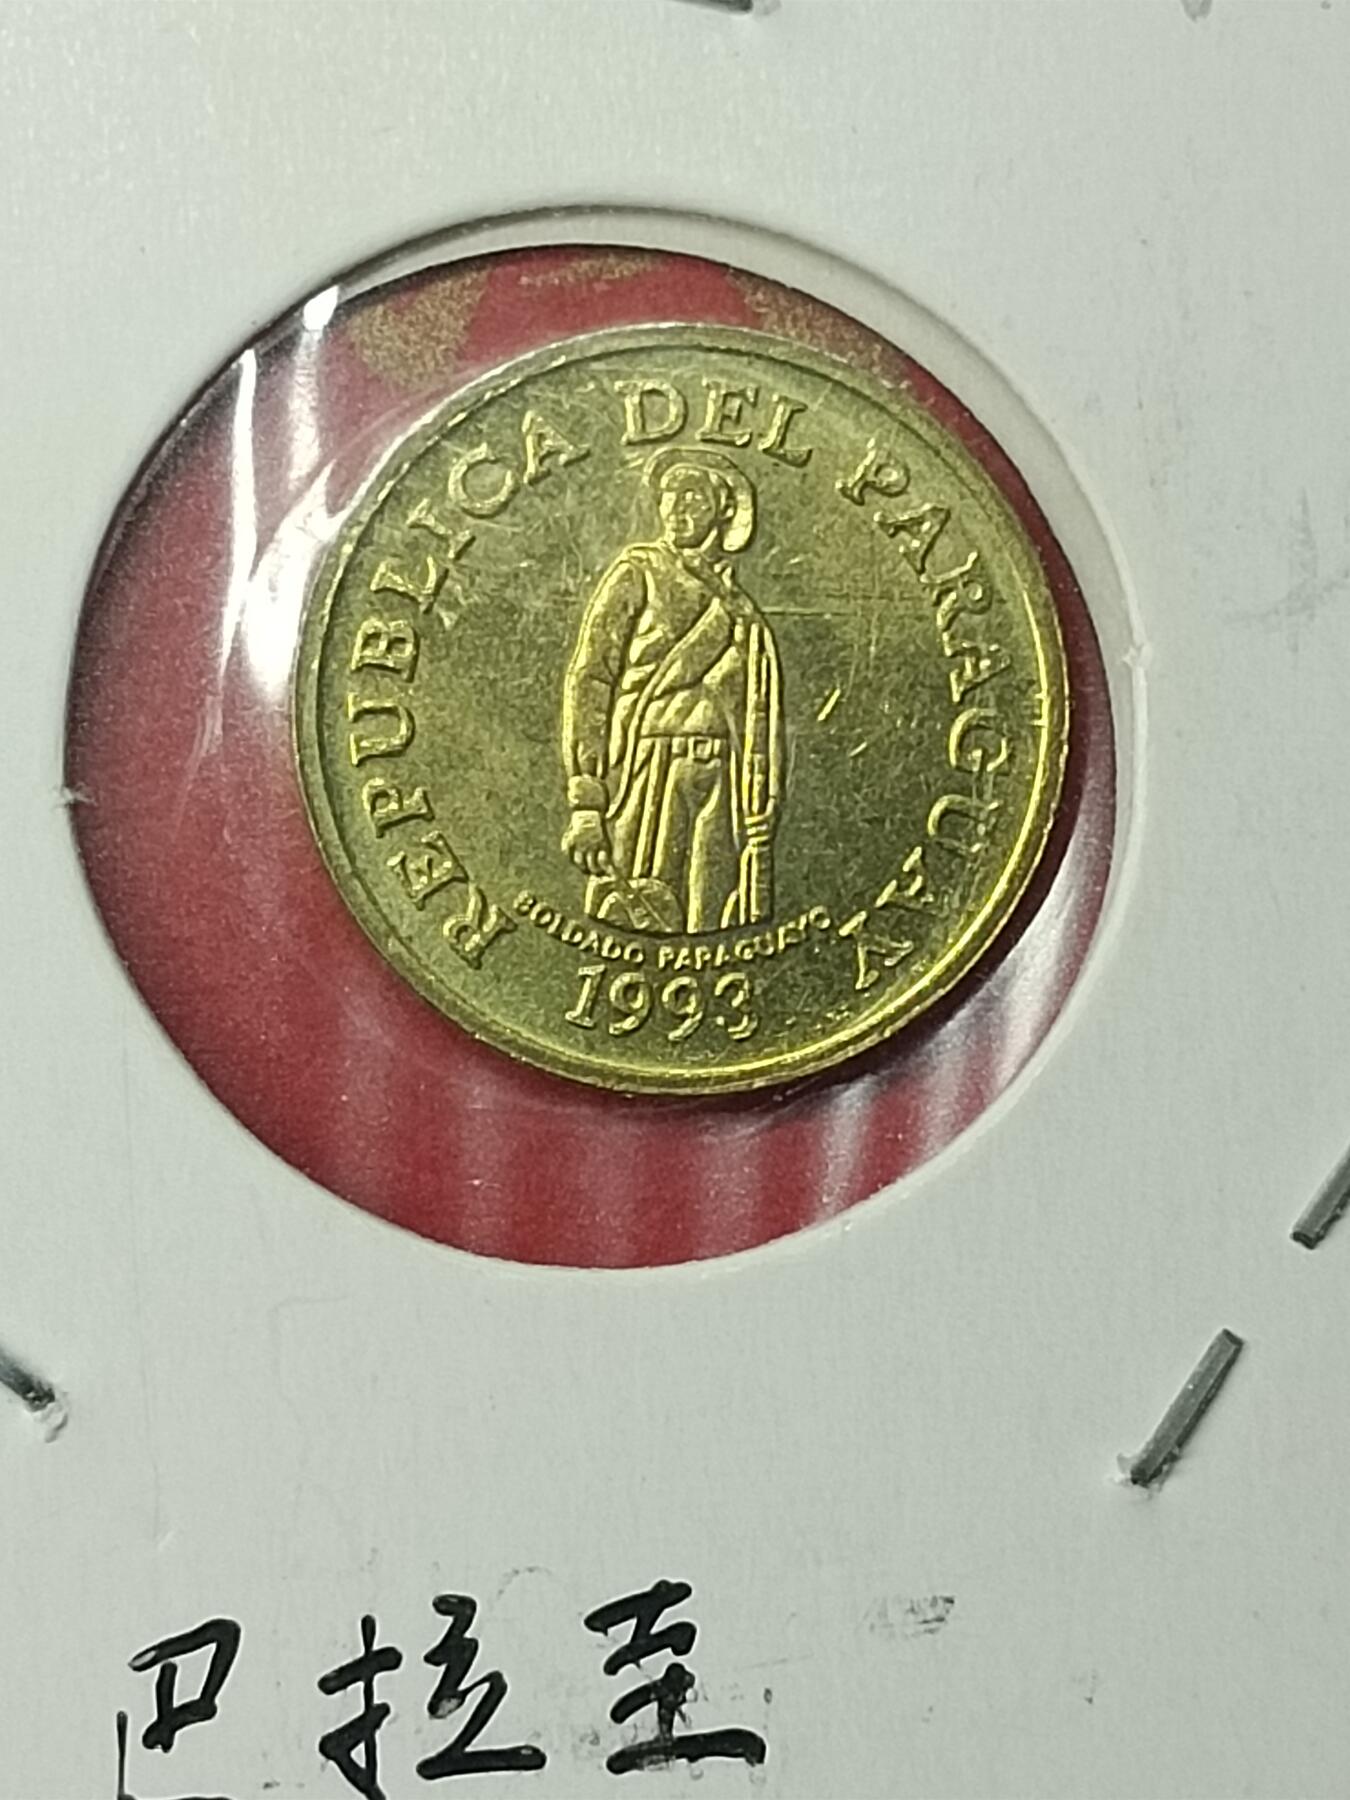 REPUBLICA DEL PARAGUAY
SOLDADO PARAGUAYO
1993
巴拉圭